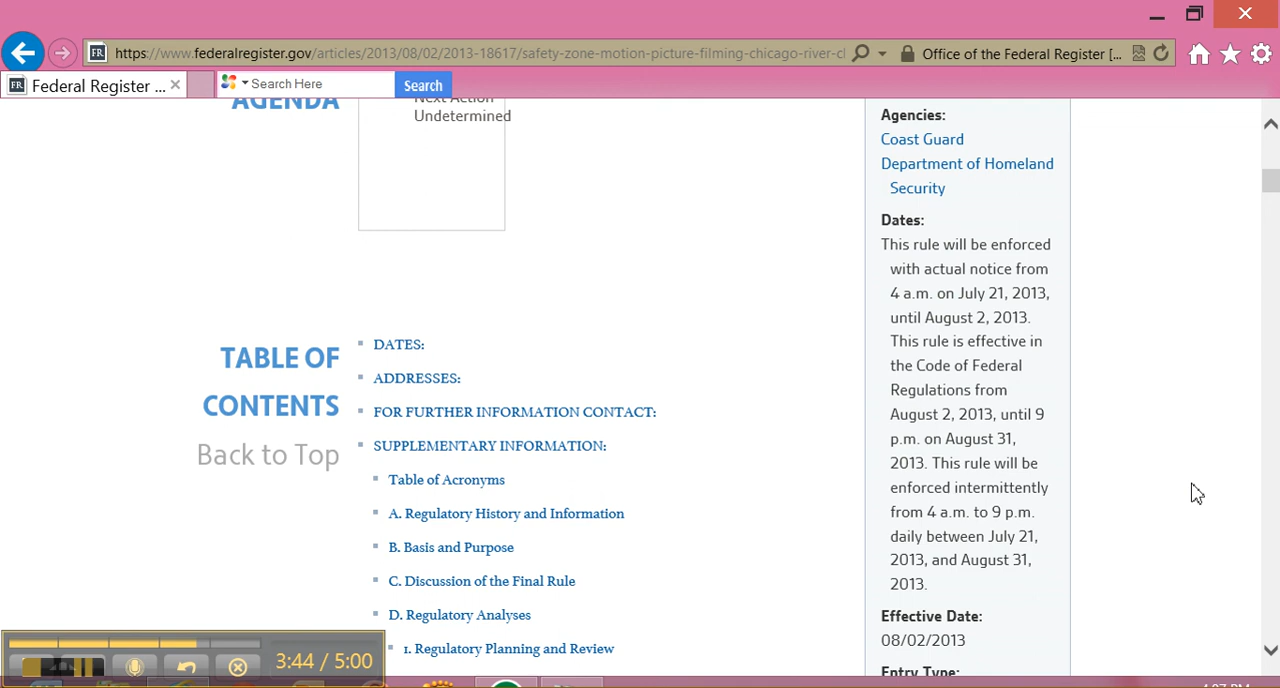 https://www.federalregister.gov/articles/2013/08/02/2013-18617/safety-zone-motion-picture-filming-chicago-river-cl
Office of the Federal Register [...
FR Federal Register ...
Search Here
Search
AGENDA
Next Action
Undetermined
TABLE OF
CONTENTS
Back to Top
DATES:
ADDRESSES:
FOR FURTHER INFORMATION CONTACT:
SUPPLEMENTARY INFORMATION:
Table of Acronyms
A. Regulatory History and Information
B. Basis and Purpose
C. Discussion of the Final Rule
D. Regulatory Analyses
1. Regulatory Planning and Review
Agencies:
Coast Guard
Department of Homeland
Security
Dates:
This rule will be enforced
with actual notice from
4 a.m. on July 21, 2013,
until August 2, 2013.
This rule is effective in
the Code of Federal
Regulations from
August 2, 2013, until 9
p.m. on August 31,
2013. This rule will be
enforced intermittently
from 4 a.m. to 9 p.m.
daily between July 21,
2013, and August 31,
2013.
Effective Date:
08/02/2013
Entry Type:
3:44 / 5:00